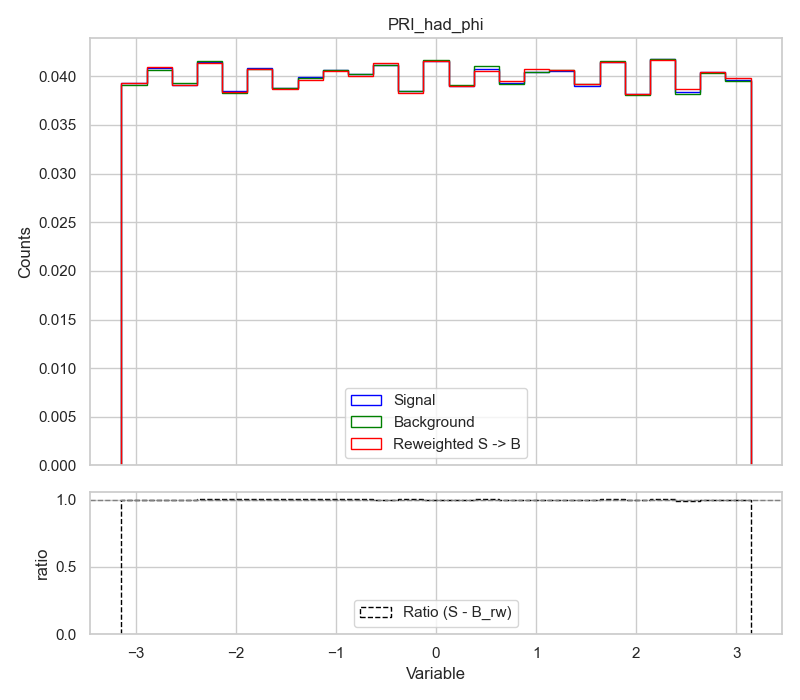 PRI_had_phi
0.040
0.035
0.030
0.025
0.020
0.015
0.010
0.005
0.000
Counts
Signal
Background
Reweighted S -> B
1.0
0.5
0.0
ratio
Ratio (S - B_rw)
−3 −2 −1 0 1 2 3
Variable